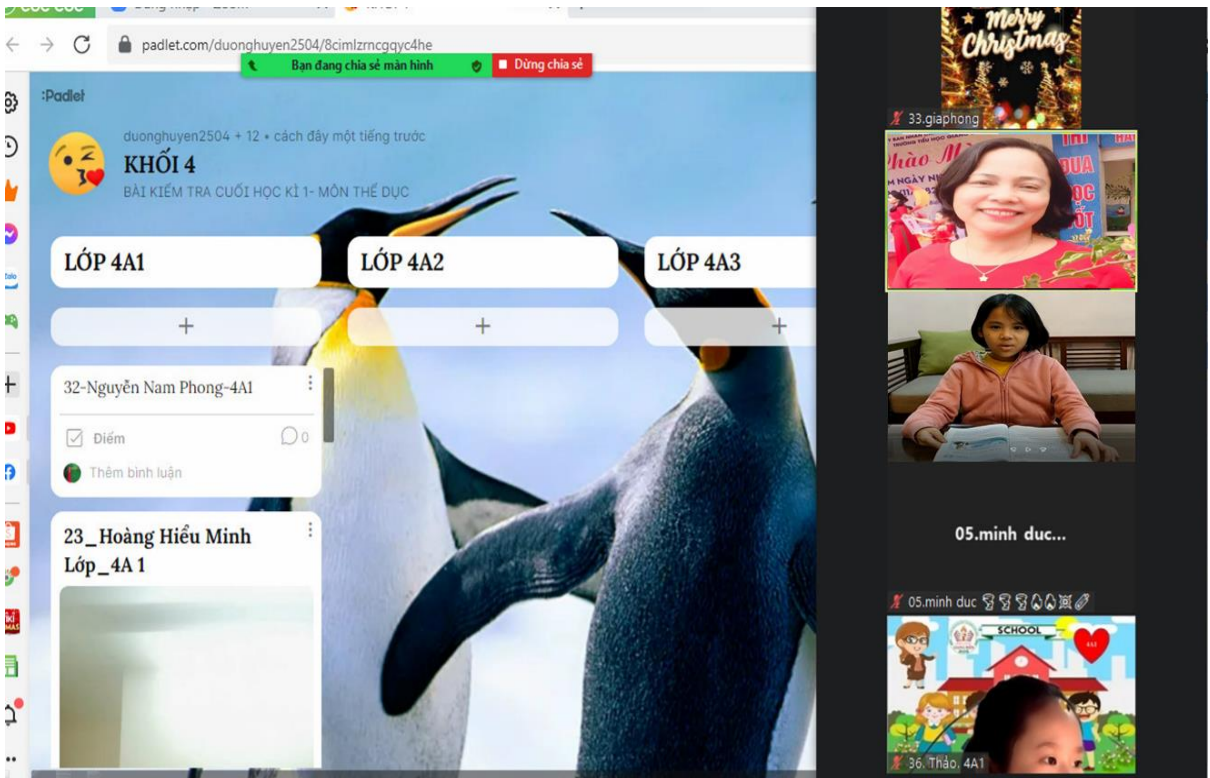 padlet.com/duonghuyen2504/8cimlzrncgqyc4he
Bạn đang chia sẻ màn hình
Dừng chia sẻ
:Padlet
duonghuyen2504 + 12 • cách đây một tiếng trước
KHỐI 4
BÀI KIỂM TRA CUỐI HỌC KÌ 1- MÔN THỂ DỤC
LỚP 4A1
LỚP 4A2
LỚP 4A3
+
+
+
32-Nguyễn Nam Phong-4A1
Điểm
0
Thêm bình luận
23_Hoàng Hiểu Minh
Lớp_4A 1
Merry
Christmas
33.giaphong
05.minh duc...
05.minh duc
SCHOOL
36. Thảo. 4A1